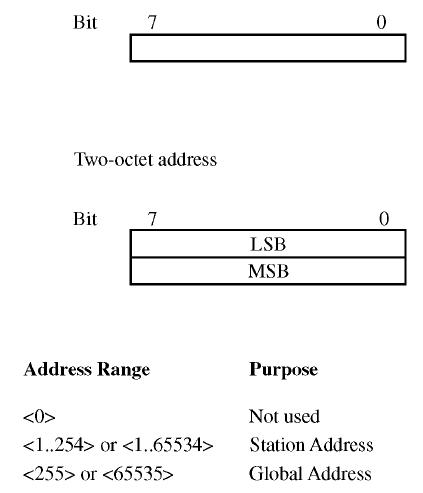 Bit 7 0
Two-octet address
Bit 7 0
LSB
MSB
Address Range Purpose
<0> Not used
<1..254> or <1..65534> Station Address
<255> or <65535> Global Address